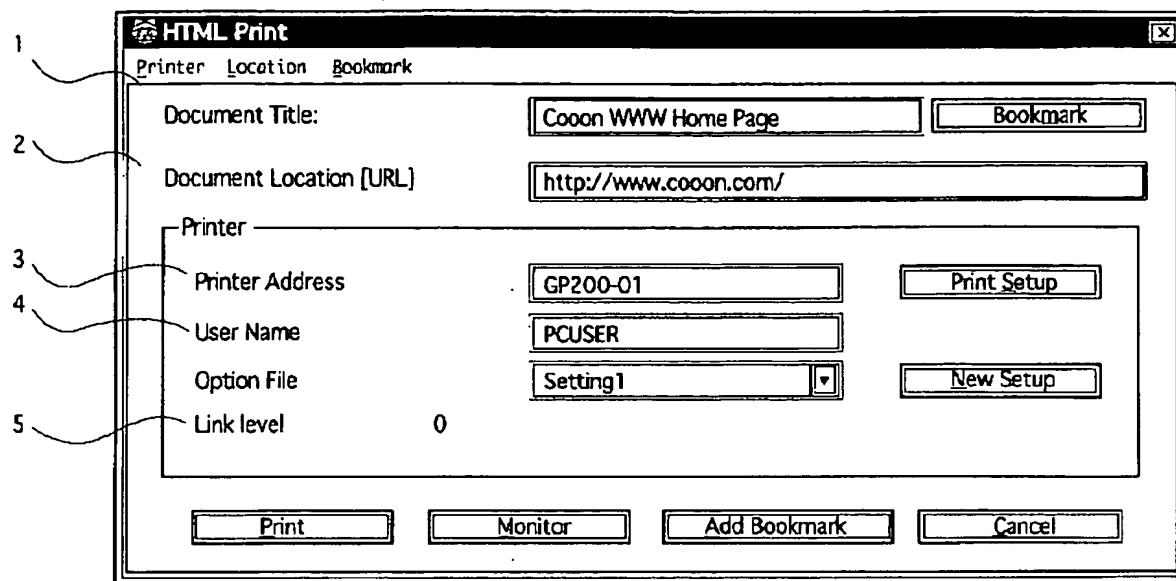 HTML Print
Printer Location Bookmark
1
Document Title: Cooon WWW Home Page Bookmark
2
Document Location [URL] http://www.cooon.com/
Printer
3
Printer Address GP200-01 Print Setup
4
User Name PCUSER
Option File Setting1 New Setup
5
Link level 0
Print Monitor Add Bookmark Cancel